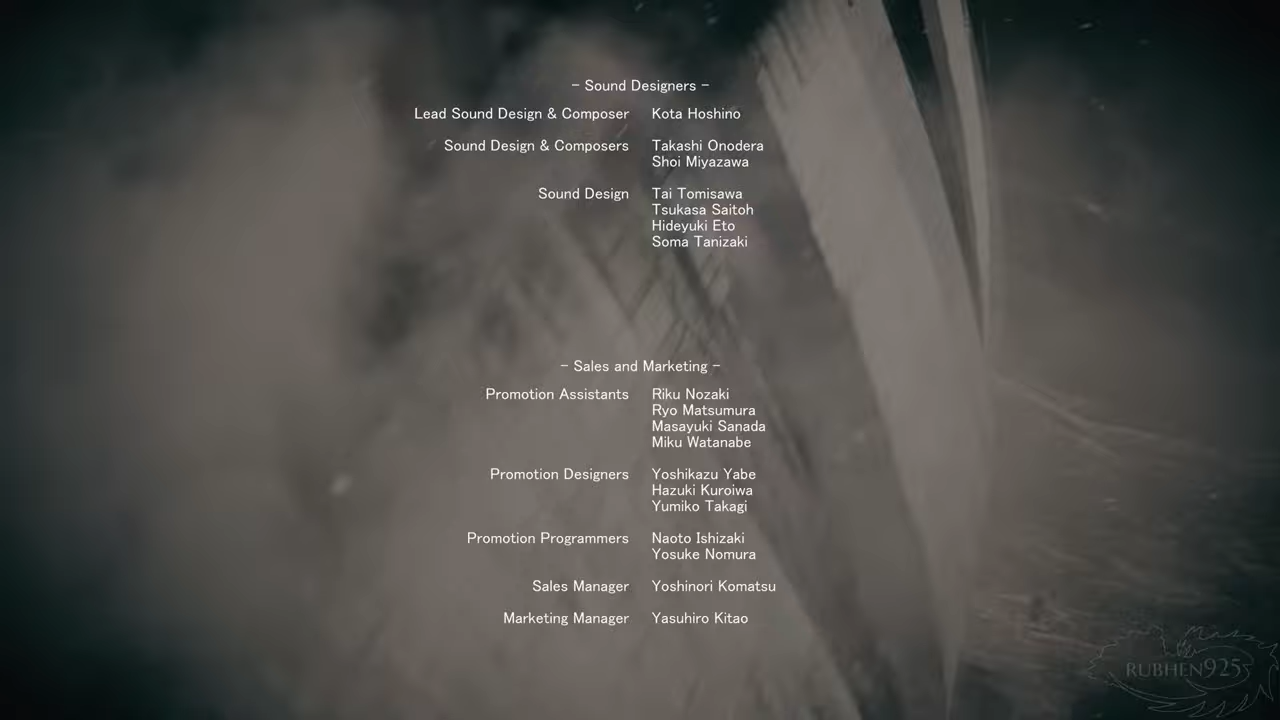 - Sound Designers -
Lead Sound Design & Composer Kota Hoshino
Sound Design & Composers Takashi Onodera
Shoi Miyazawa
Sound Design Tai Tomisawa
Tsukasa Saitoh
Hideyuki Eto
Soma Tanizaki
- Sales and Marketing -
Promotion Assistants Riku Nozaki
Ryo Matsumura
Masayuki Sanada
Miku Watanabe
Promotion Designers Yoshikazu Yabe
Hazuki Kuroiwa
Yumiko Takagi
Promotion Programmers Naoto Ishizaki
Yosuke Nomura
Sales Manager Yoshinori Komatsu
Marketing Manager Yasuhiro Kitao
RUBHEN925